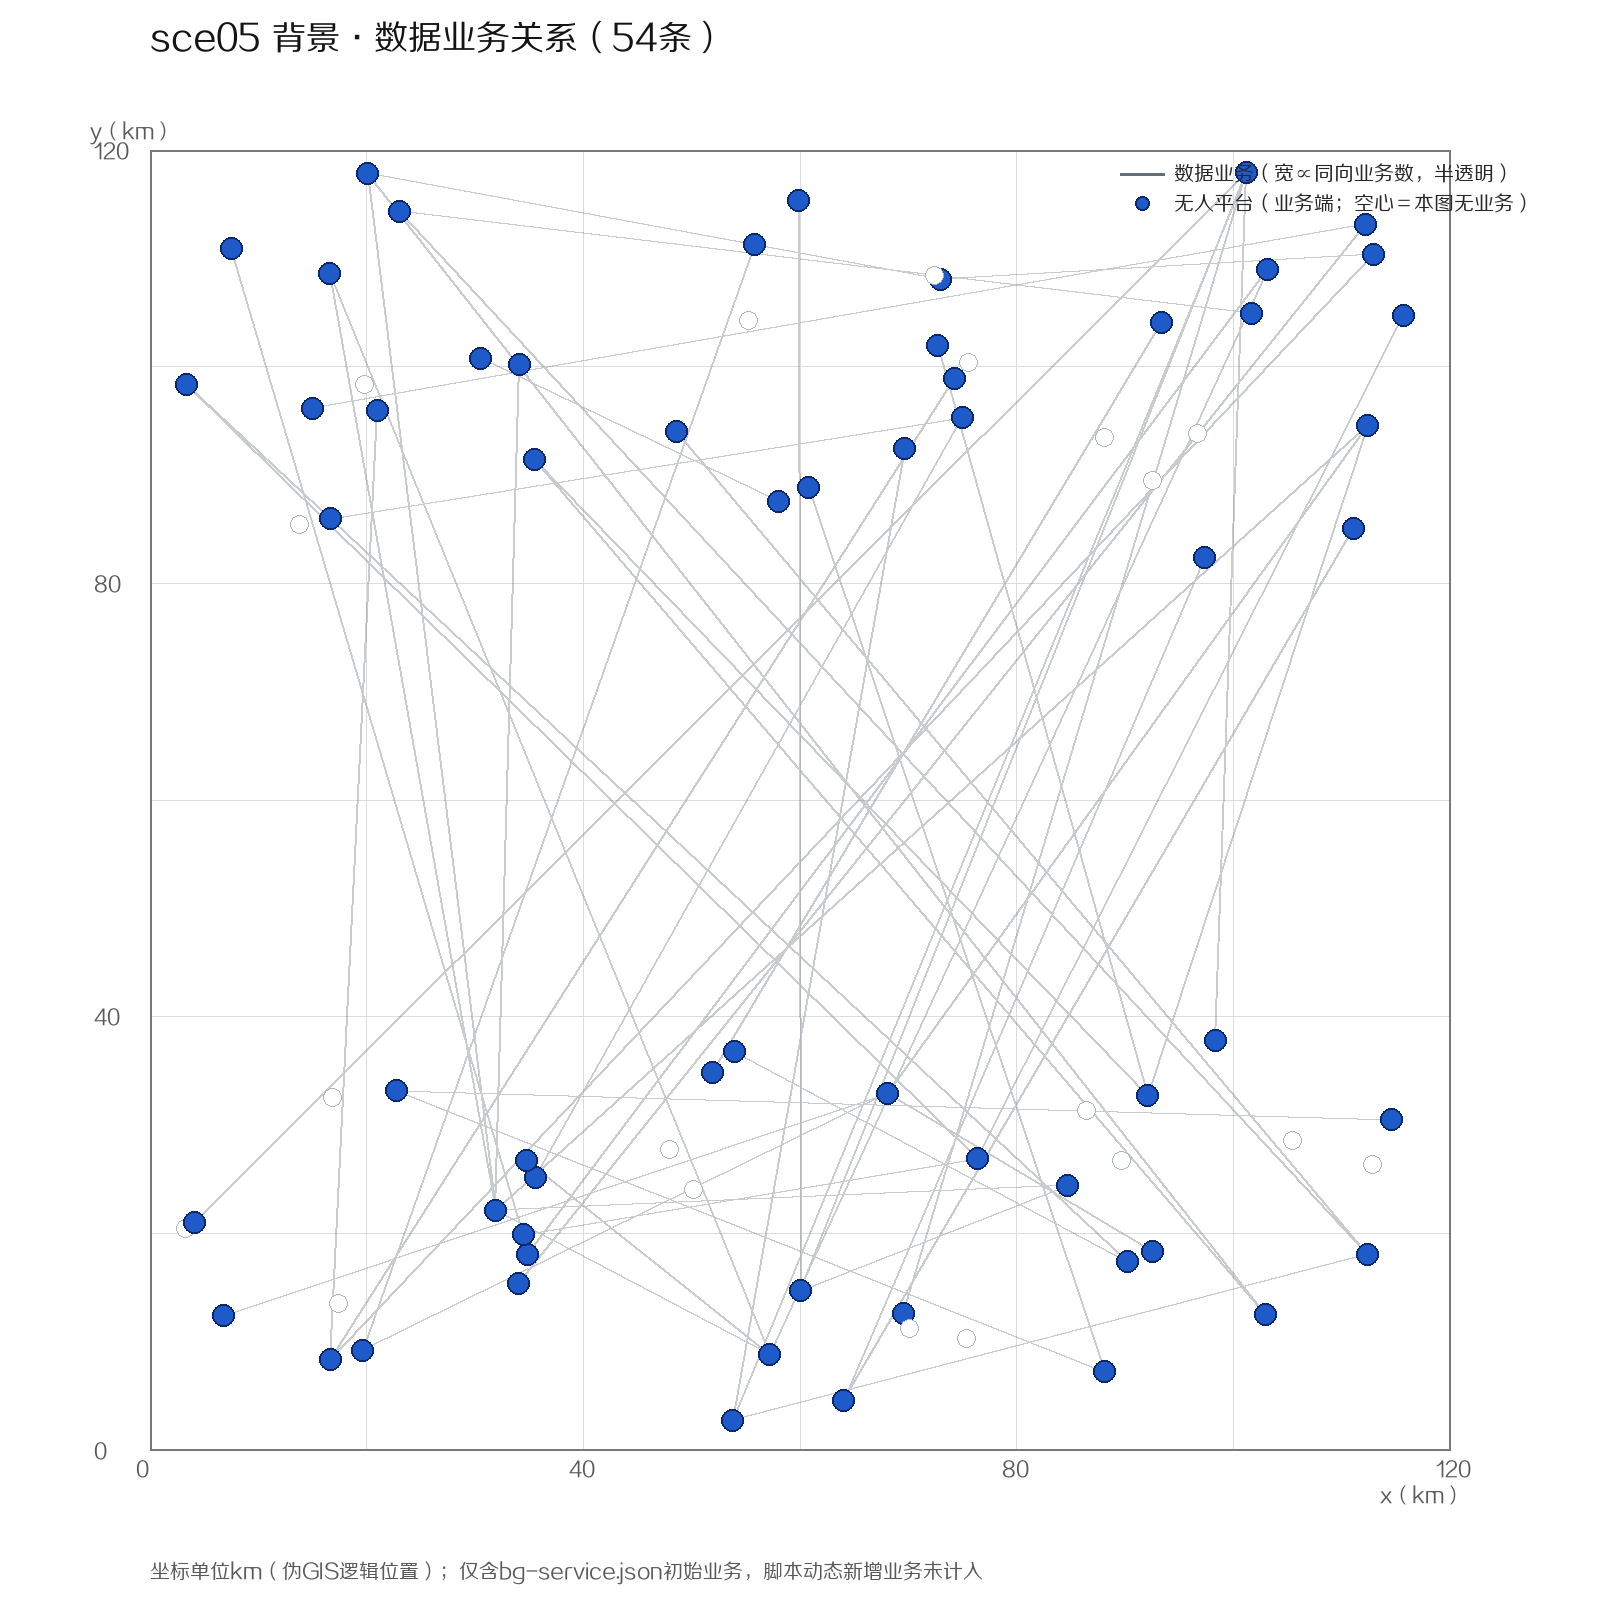 sce05 背景·数据业务关系（54条）
y（km）
120
数据业务（宽∝同向业务数，半透明）
无人平台（业务端；空心＝本图无业务）
80
40
0
0
40
80
120
x（km）
坐标单位km（伪GIS逻辑位置）；仅含bg-service.json初始业务，脚本动态新增业务未计入